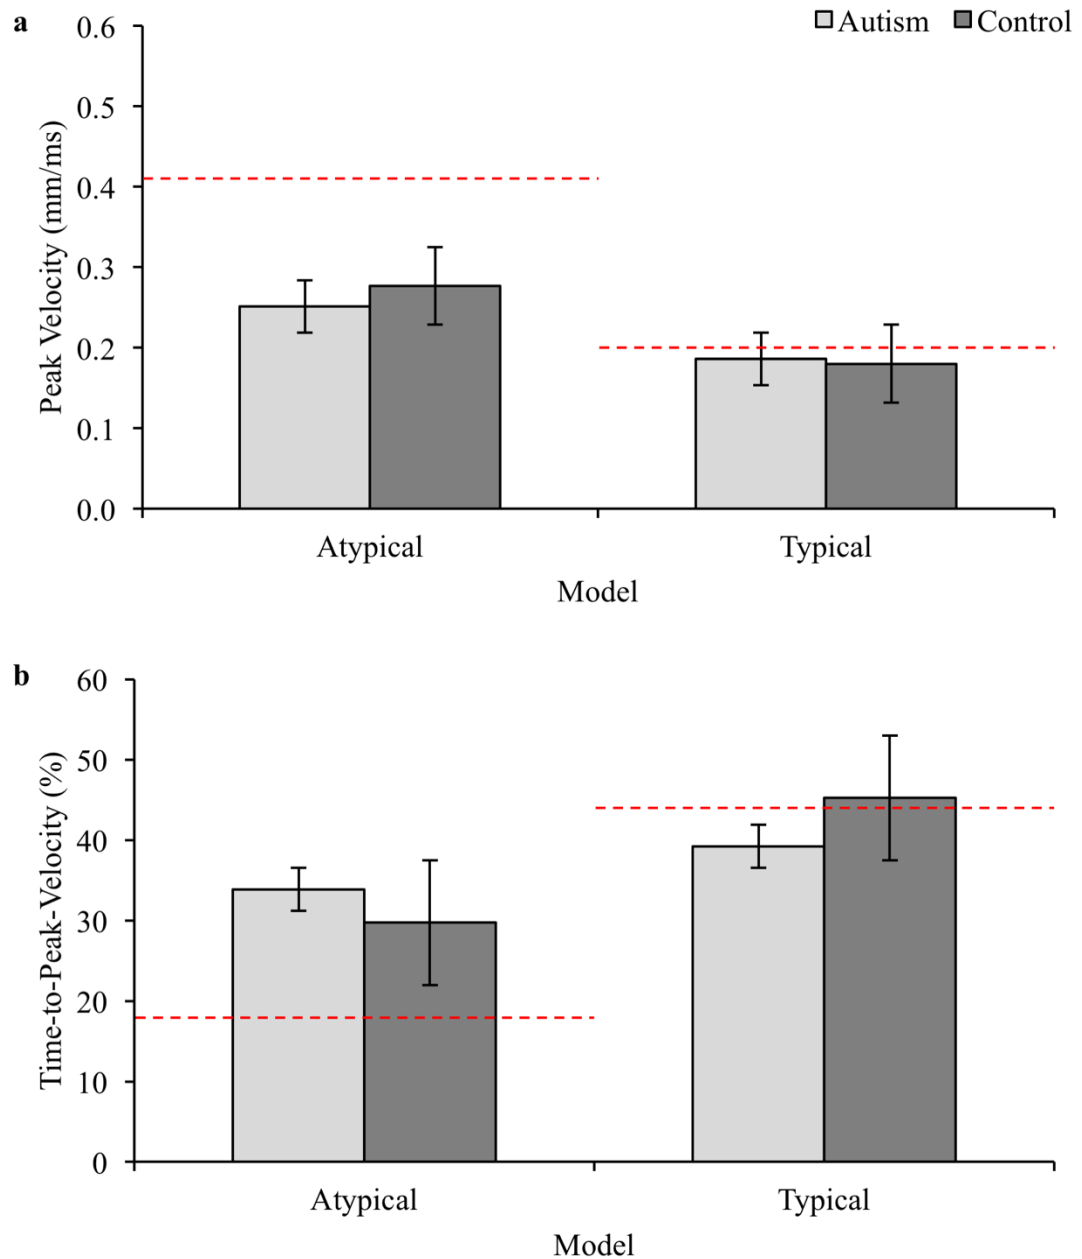 a
Autism Control
Peak Velocity (mm/ms)
0.6
0.5
0.4
0.3
0.2
0.1
0.0
Atypical Typical
Model
b
Time-to-Peak-Velocity (%)
60
50
40
30
20
10
0
Atypical Typical
Model